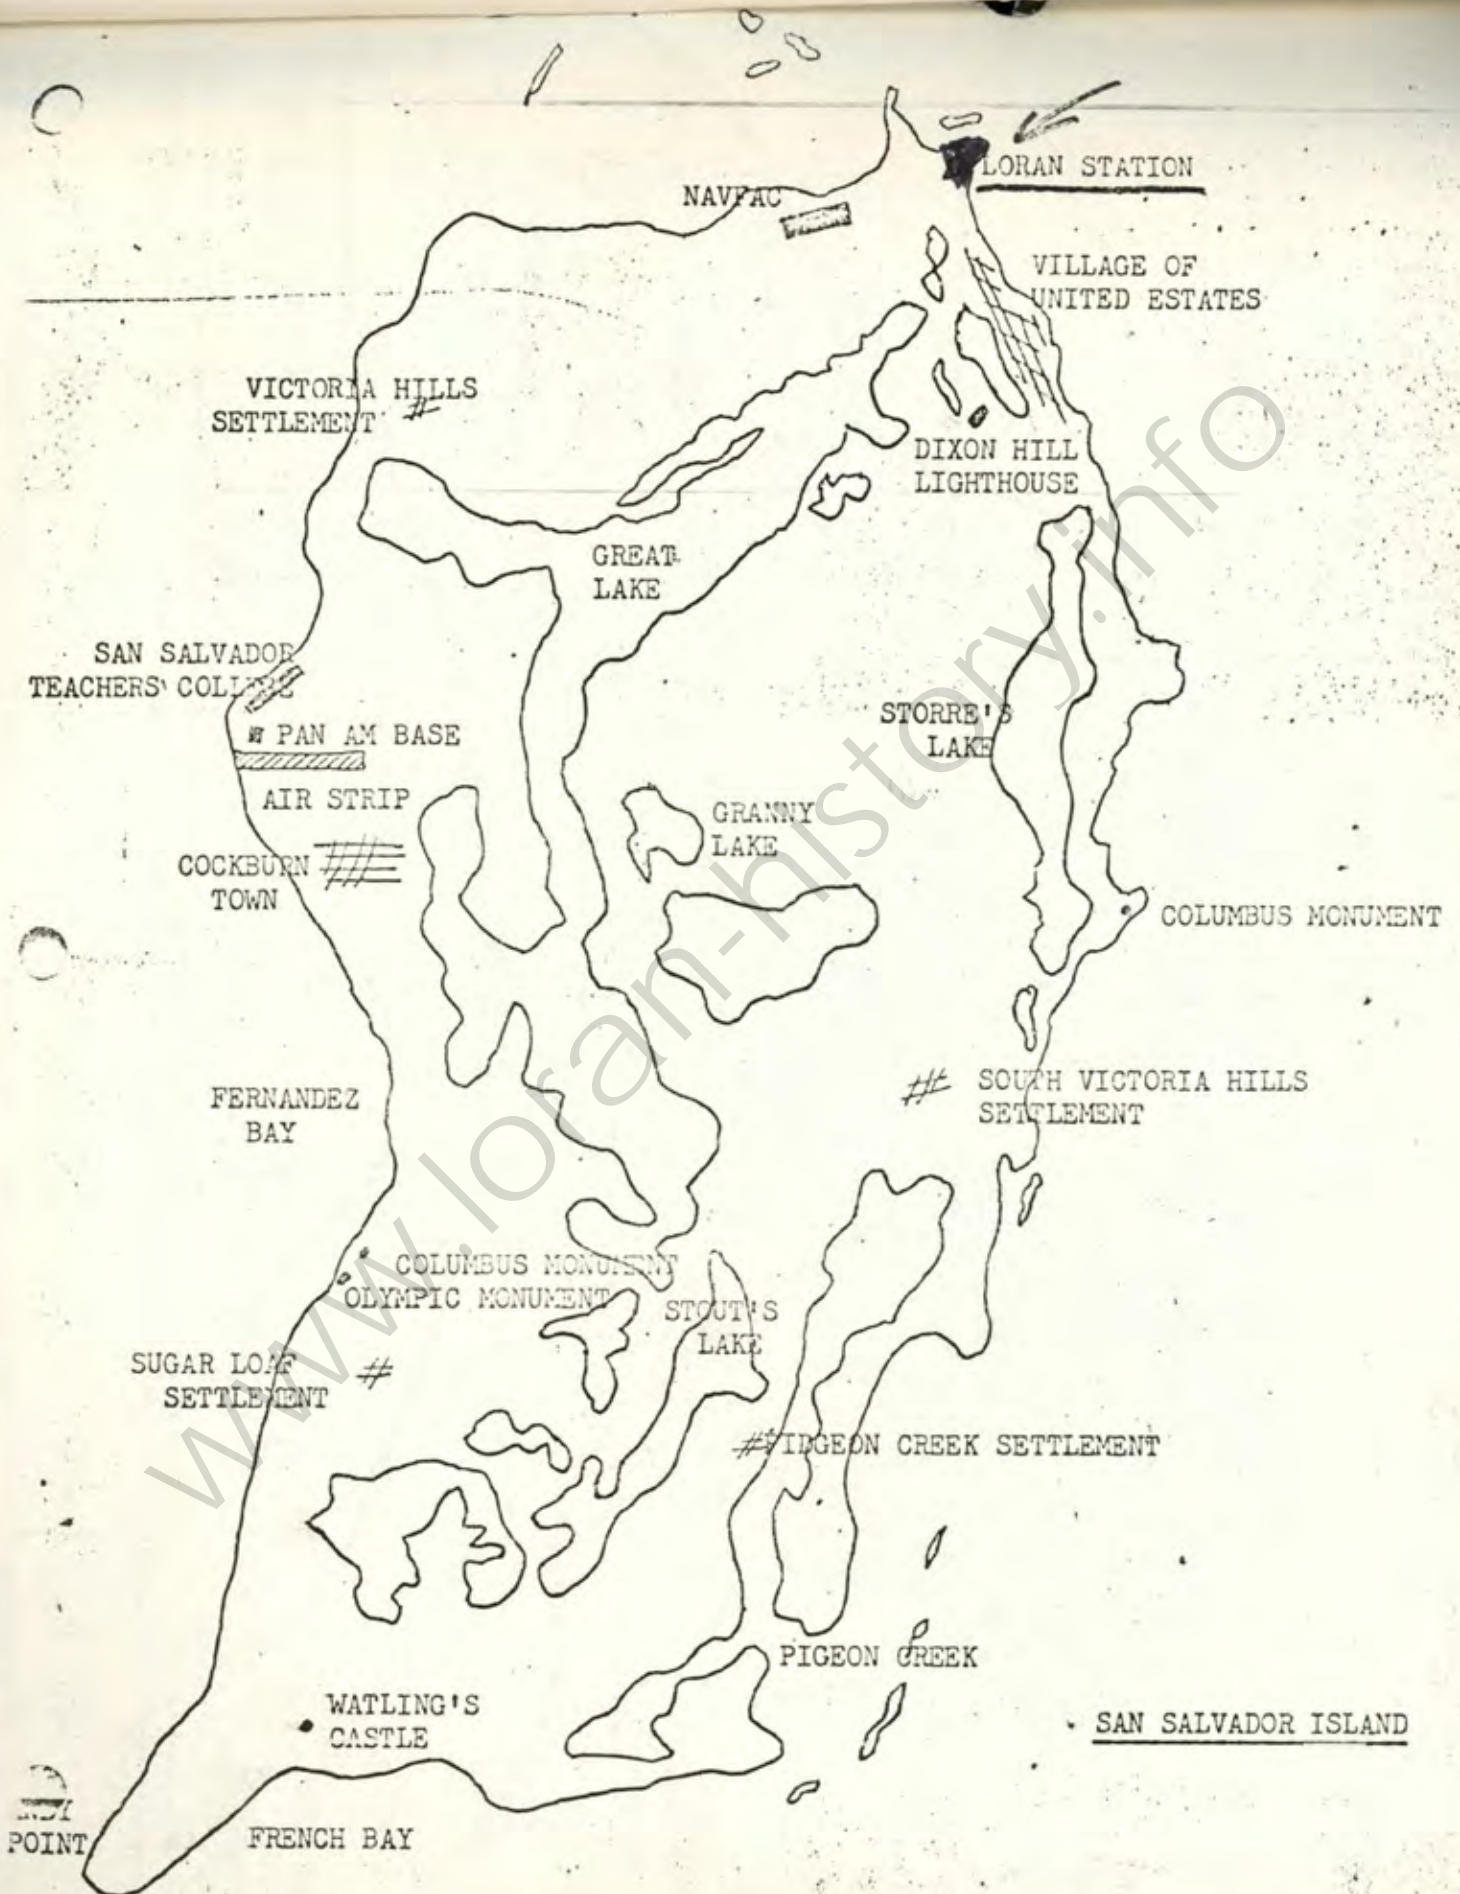 LORAN STATION
NAVFAC
VILLAGE OF
UNITED ESTATES
VICTORIA HILLS
SETTLEMENT
DIXON HILL
LIGHTHOUSE
GREAT
LAKE
SAN SALVADOR
TEACHERS' COLLEGE
PAN AM BASE
AIR STRIP
STORRE'S
LAKE
GRANNY
LAKE
COCKBURN
TOWN
COLUMBUS MONUMENT
SOUTH VICTORIA HILLS
SETTLEMENT
FERNANDEZ
BAY
COLUMBUS MONUMENT
OLYMPIC MONUMENT
STOUT'S
LAKE
SUGAR LOAF
SETTLEMENT
PIDGEON CREEK SETTLEMENT
PIGEON CREEK
WATLING'S
CASTLE
SAN SALVADOR ISLAND
POINT
FRENCH BAY
www.loran-history.info